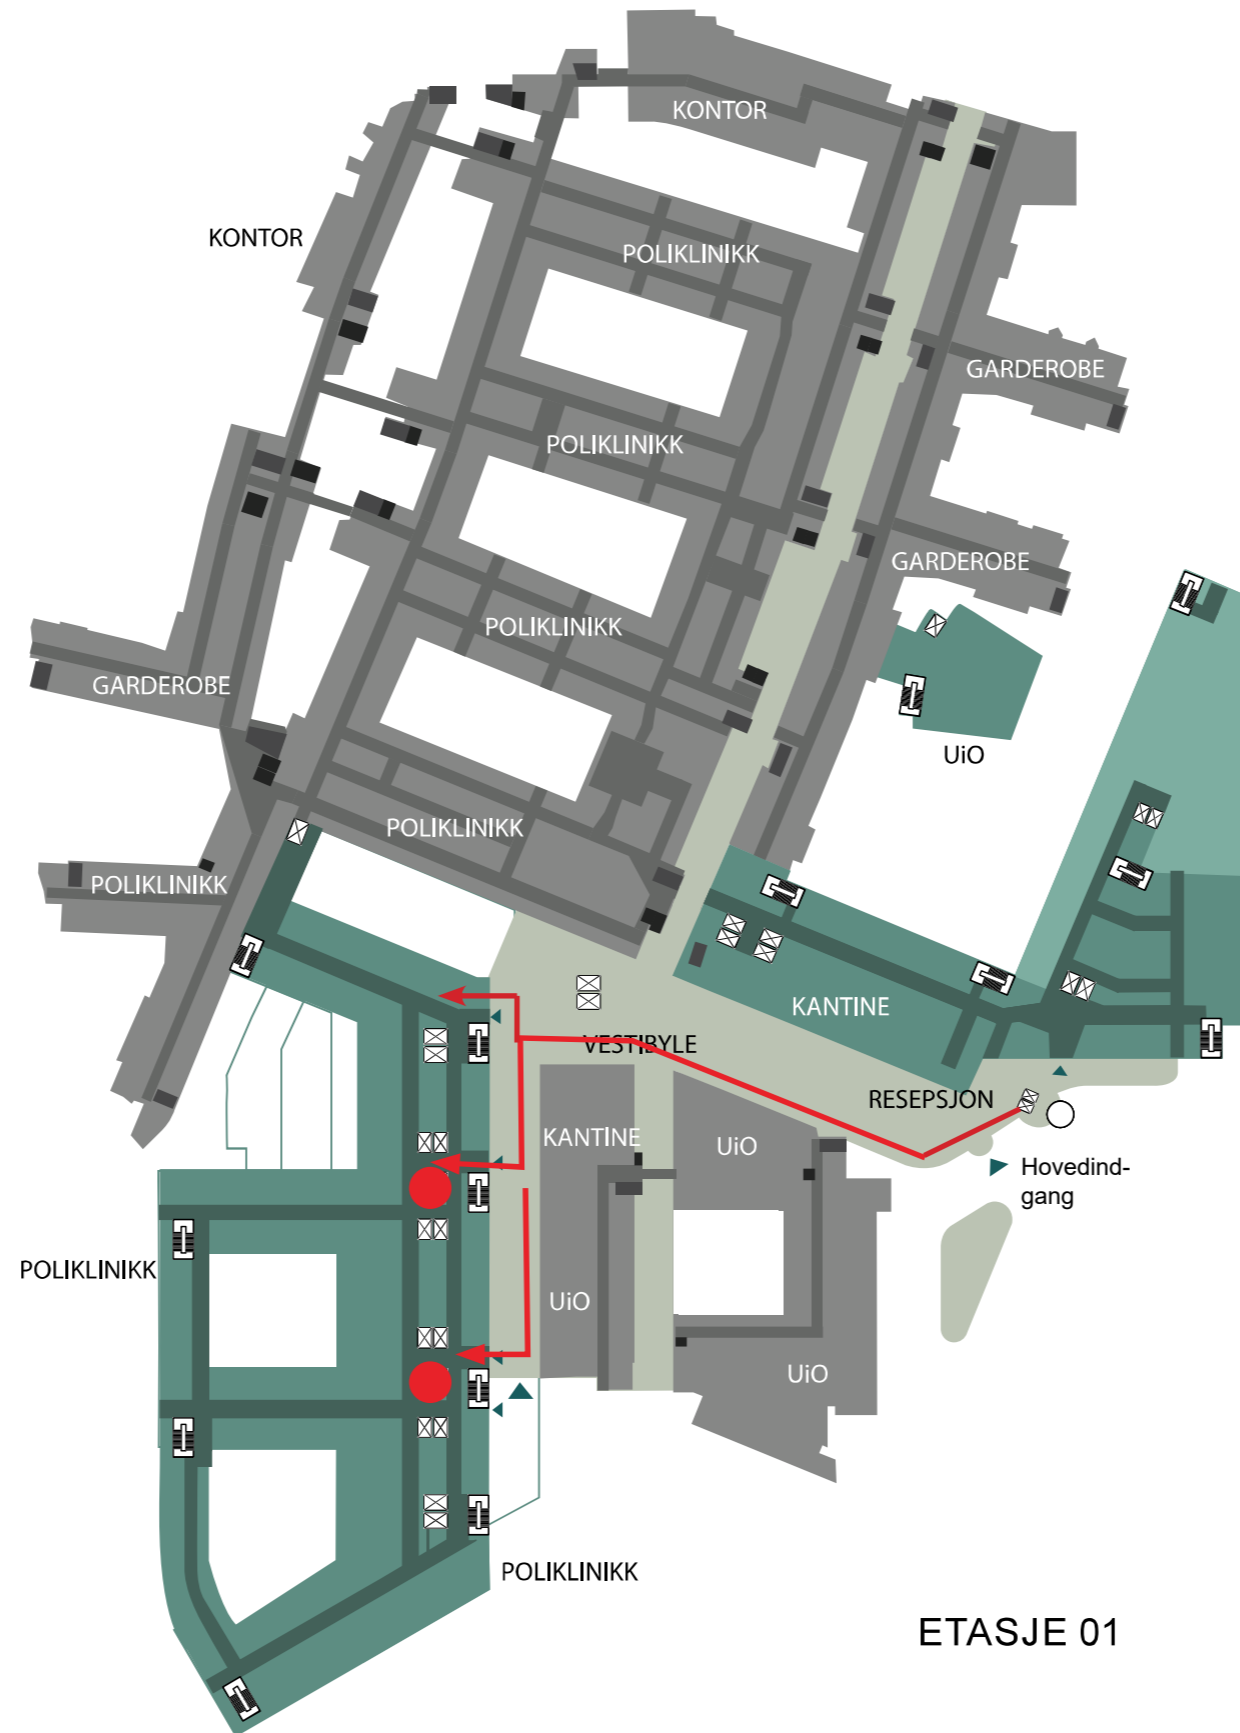 KONTOR
KONTOR
POLIKLINIKK
GARDEROBE
POLIKLINIKK
GARDEROBE
POLIKLINIKK
GARDEROBE
UiO
POLIKLINIKK
POLIKLINIKK
KANTINE
VESTIBYLE
RESEPSJON
KANTINE
UiO
Hovedind-
gang
POLIKLINIKK
UiO
UiO
POLIKLINIKK
ETASJE 01